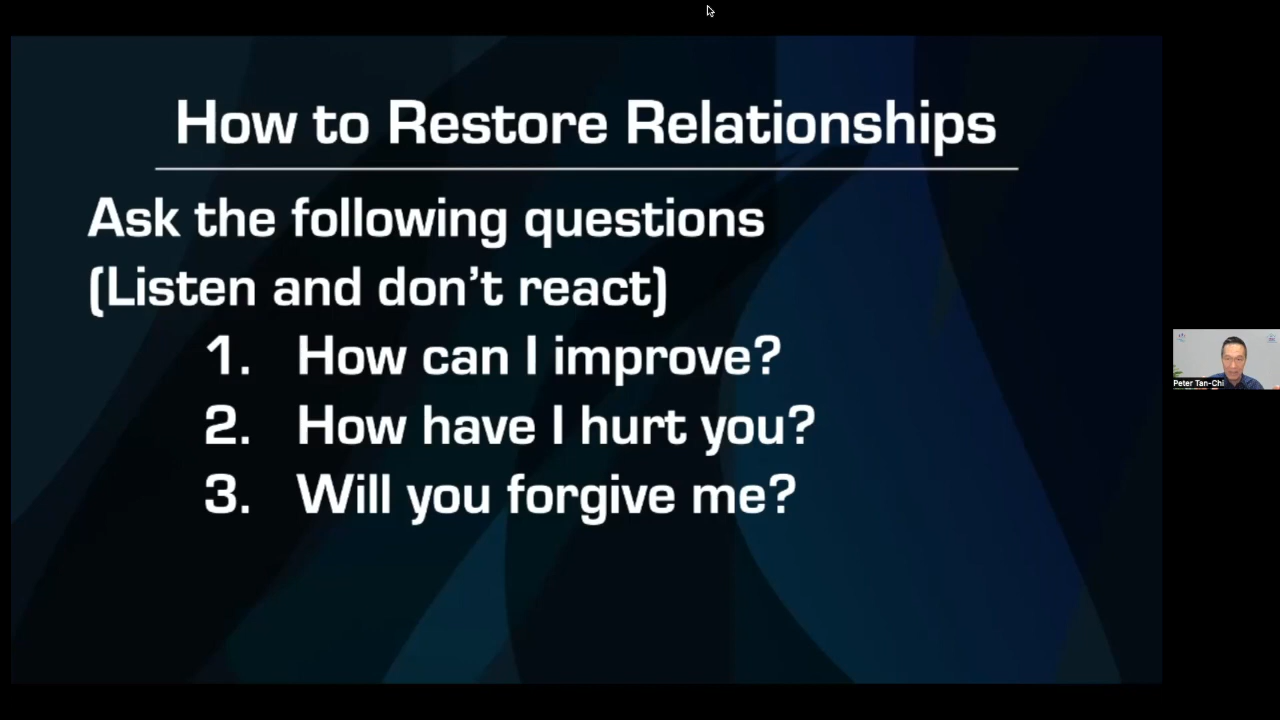 How to Restore Relationships
Ask the following questions
(Listen and don't react)
1. How can I improve?
2. How have I hurt you?
3. Will you forgive me?
Peter Tan-Chi